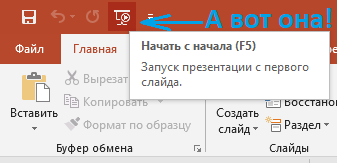 А вот она!
Файл Главная
Начать с начала (F5)
Запуск презентации с первого
слайда.
Вставить
Вырезат
Копировать
Формат по образцу
Буфер обмена
Создать
слайд
Восстанов
Раздел
Слайды